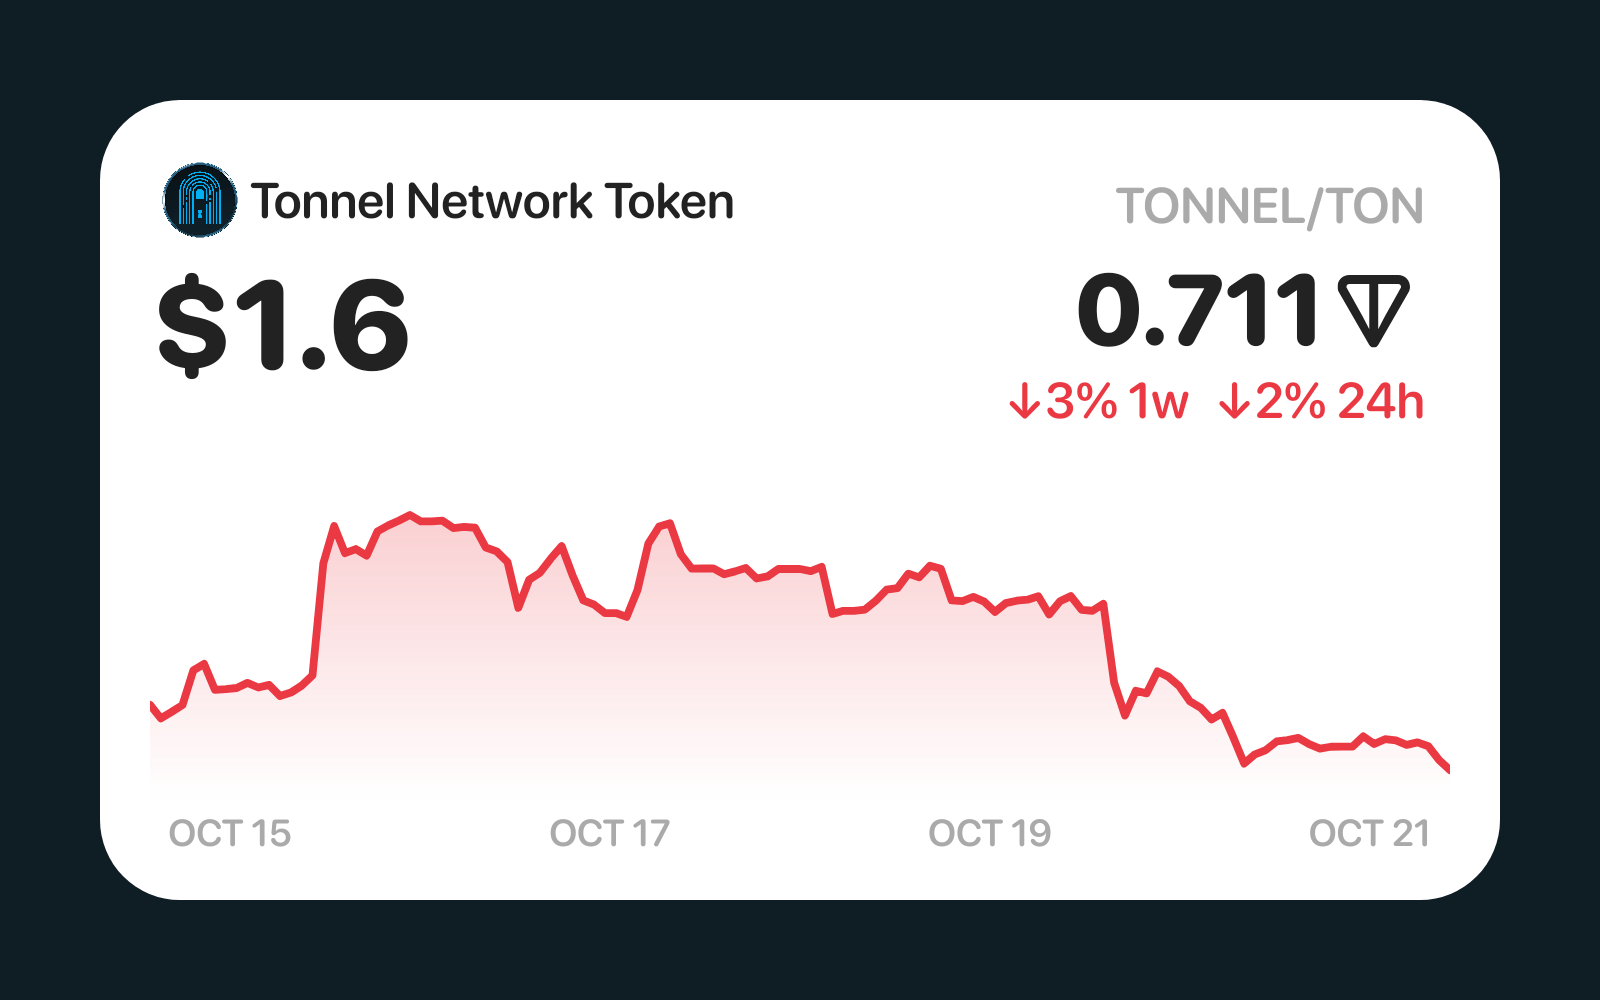 Tonnel Network Token
TONNEL/TON
$1.6
0.711
↓3% 1w ↓2% 24h
OCT 15
OCT 17
OCT 19
OCT 21